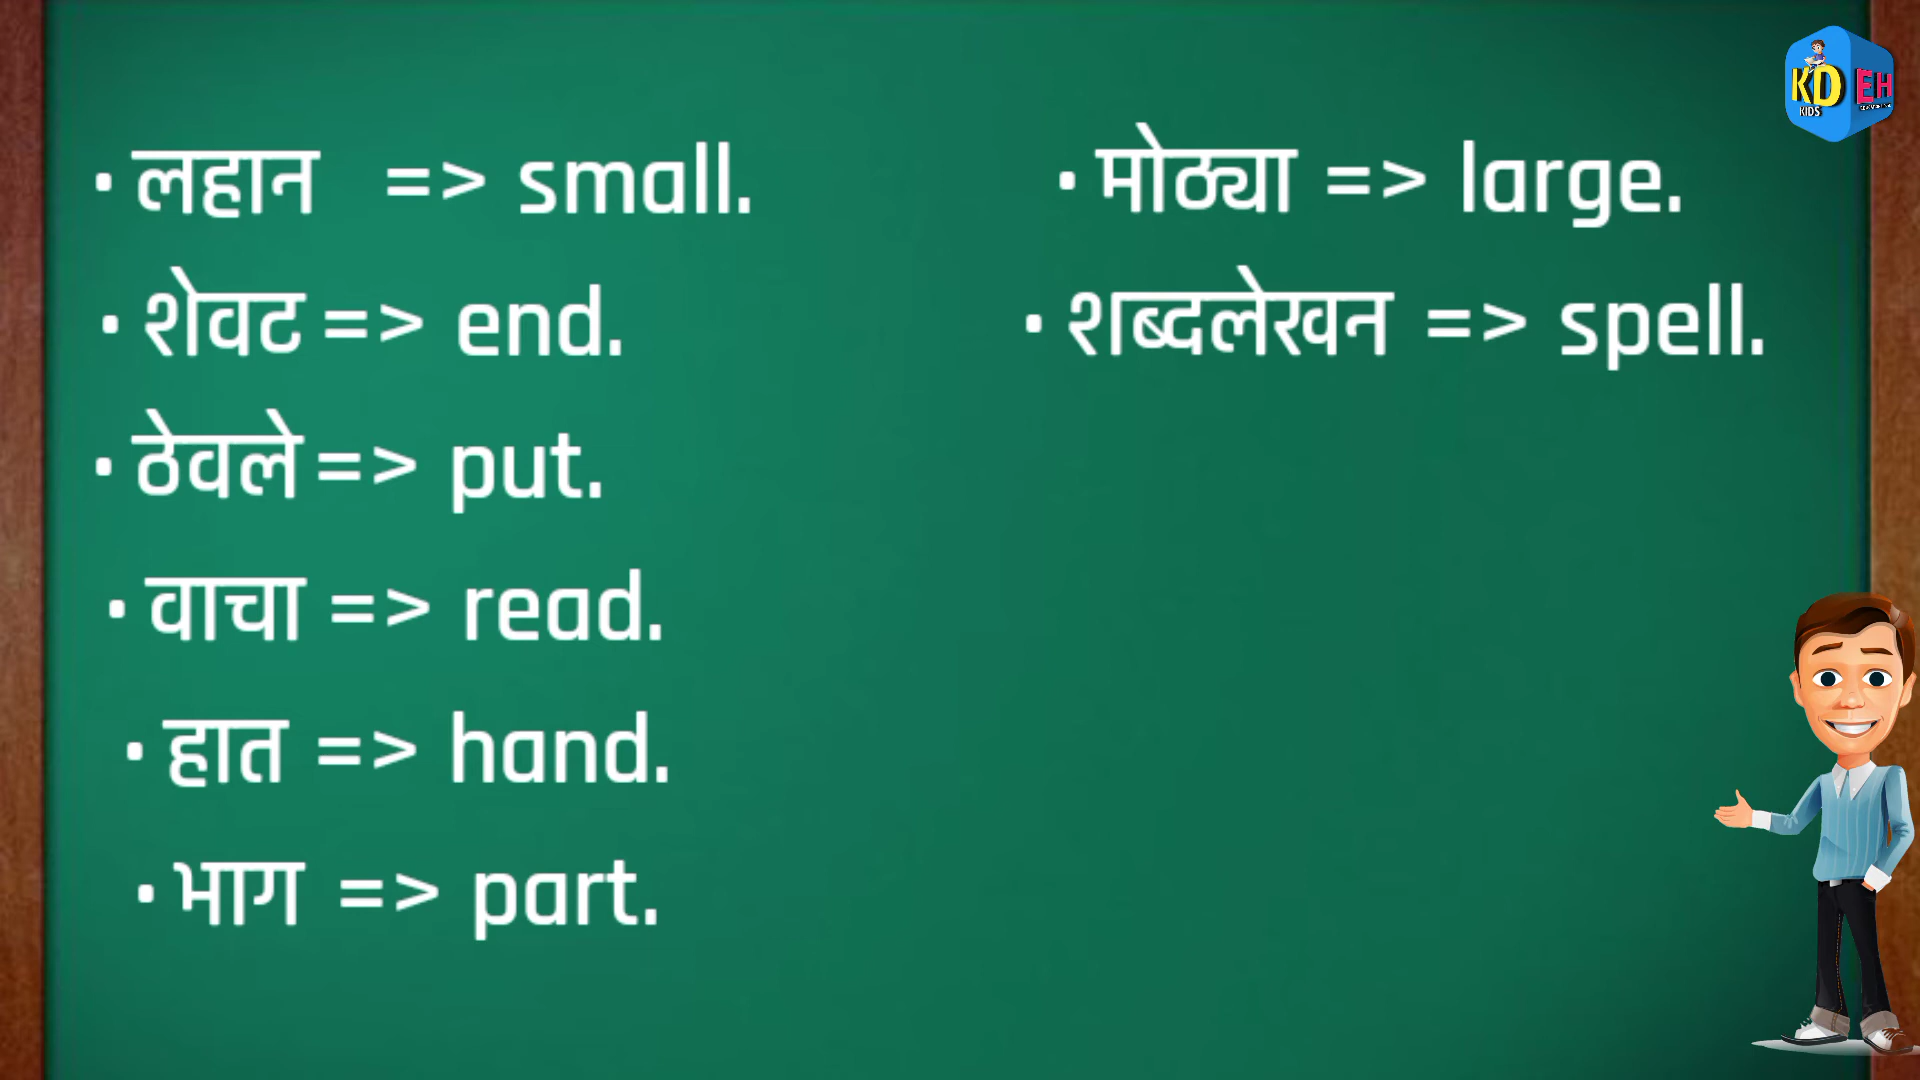 • लहान => small.
• शेवट => end.
• ठेवले => put.
• वाचा => read.
• हात => hand.
• भाग => part.
• मोठ्या => large.
• शब्दलेखन => spell.
KD EH
KIDS